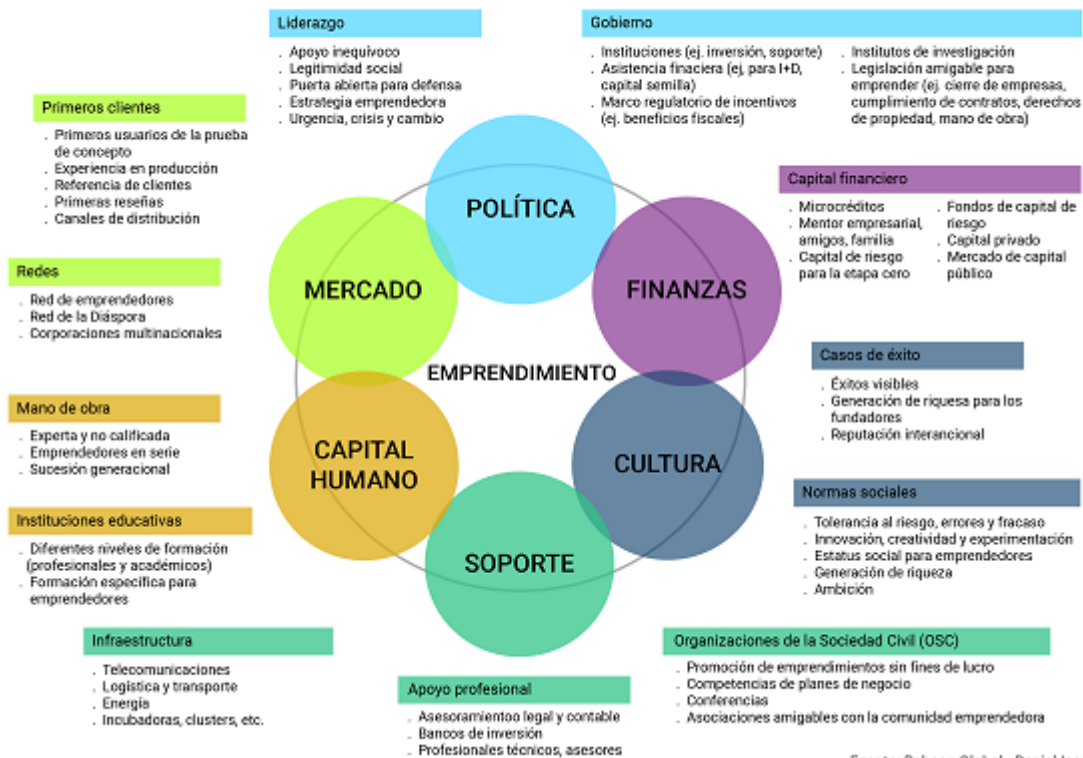 Liderazgo
. Apoyo inequívoco
. Legitimidad social
. Puerta abierta para defensa
. Estrategia emprendedora
. Urgencia, crisis y cambio
Gobierno
. Instituciones (ej. inversión, soporte)
. Asistencia finaciera (ej, para I+D,
capital semilla)
. Marco regulatorio de incentivos
(ej. beneficios fiscales)
. Institutos de investigación
. Legislación amigable para
emprender (ej. cierre de empresas,
cumplimiento de contratos, derechos
de propiedad, mano de obra)
Primeros clientes
. Primeros usuarios de la prueba
de concepto
. Experiencia en producción
. Referencia de clientes
. Primeras reseñas
. Canales de distribución
Capital financiero
. Microcréditos
. Mentor empresarial,
amigos, familia
. Capital de riesgo
para la etapa cero
. Fondos de capital de
riesgo
. Capital privado
. Mercado de capital
público
POLÍTICA
MERCADO
FINANZAS
EMPRENDIMIENTO
CAPITAL
HUMANO
CULTURA
SOPORTE
Redes
. Red de emprendedores
. Red de la Diáspora
. Corporaciones multinacionales
Casos de éxito
. Éxitos visibles
. Generación de riquesa para los
fundadores
. Reputación interancional
Mano de obra
. Experta y no calificada
. Emprendedores en serie
. Sucesión generacional
Normas sociales
. Tolerancia al riesgo, errores y fracaso
. Innovación, creatividad y experimentación
. Estatus social para emprendedores
. Generación de riqueza
. Ambición
Instituciones educativas
. Diferentes niveles de formación
(profesionales y académicos)
. Formación específica para
emprendedores
Infraestructura
. Telecomunicaciones
. Logística y transporte
. Energía
. Incubadoras, clusters, etc.
Apoyo profesional
. Asesoramientoo legal y contable
. Bancos de inversión
. Profesionales técnicos, asesores
Organizaciones de la Sociedad Civil (OSC)
. Promoción de emprendimientos sin fines de lucro
. Competencias de planes de negocio
. Conferencias
. Asociaciones amigables con la comunidad emprendedora